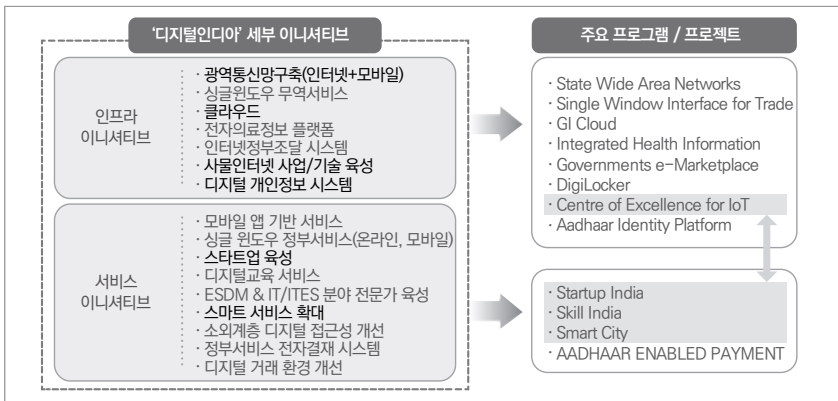 ‘디지털인디아’ 세부 이니셔티브
인프라
이니셔티브
· 광역통신망구축(인터넷+모바일)
· 싱글윈도우 무역서비스
· 클라우드
· 전자의료정보 플랫폼
· 인터넷정부조달 시스템
· 사물인터넷 사업/기술 육성
· 디지털 개인정보 시스템
서비스
이니셔티브
· 모바일 앱 기반 서비스
· 싱글 윈도우 정부서비스(온라인, 모바일)
· 스타트업 육성
· 디지털교육 서비스
· ESDM & IT/ITES 분야 전문가 육성
· 스마트 서비스 확대
· 소외계층 디지털 접근성 개선
· 정부서비스 전자결재 시스템
· 디지털 거래 환경 개선
주요 프로그램 / 프로젝트
· State Wide Area Networks
· Single Window Interface for Trade
· GI Cloud
· Integrated Health Information
· Governments e-Marketplace
· DigiLocker
· Centre of Excellence for IoT
· Aadhaar Identity Platform
· Startup India
· Skill India
· Smart City
· AADHAAR ENABLED PAYMENT